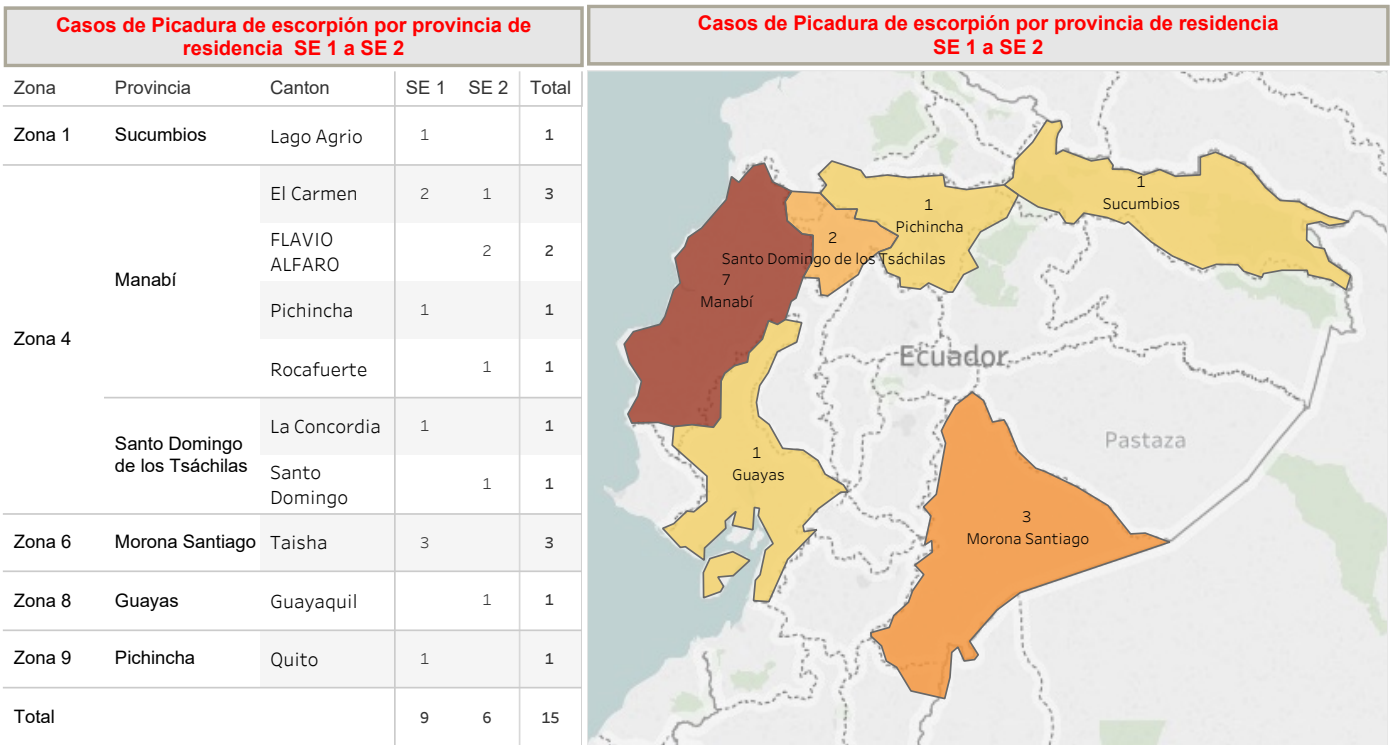 Casos de Picadura de escorpión por provincia de
residencia SE 1 a SE 2
Zona Provincia Canton SE 1 SE 2 Total
Zona 1 Sucumbios Lago Agrio 1 1
Zona 4 Manabí El Carmen 2 1 3
FLAVIO
ALFARO 2 2
Pichincha 1 1
Rocafuerte 1 1
Santo Domingo
de los Tsáchilas La Concordia 1 1
Santo
Domingo 1 1
Zona 6 Morona Santiago Taisha 3 3
Zona 8 Guayas Guayaquil 1 1
Zona 9 Pichincha Quito 1 1
Total 9 6 15
Casos de Picadura de escorpión por provincia de residencia
SE 1 a SE 2
1
Sucumbios
1
Pichincha
2
Santo Domingo de los Tsáchilas
7
Manabí
Ecuador
Pastaza
1
Guayas
3
Morona Santiago